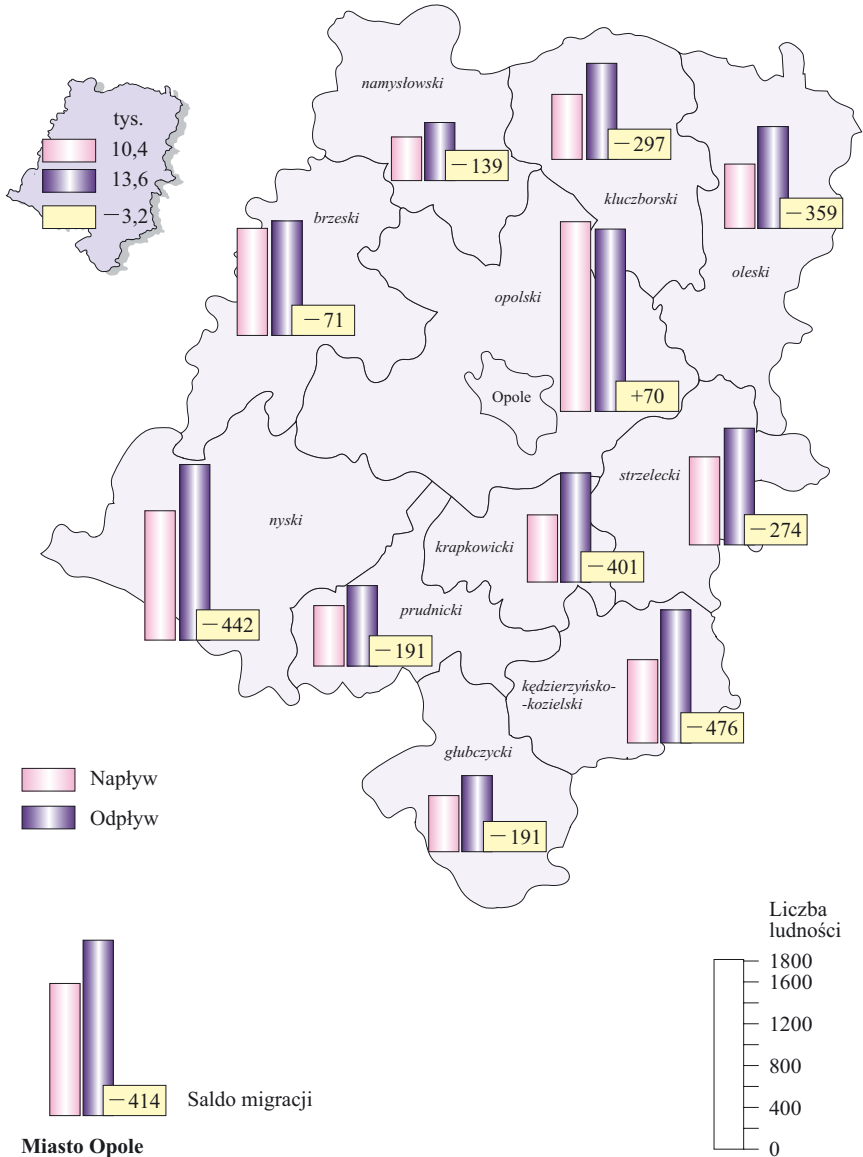 namysłowski
tys.
10,4
13,6
−3,2
−139
−297
kluczborski
−359
oleski
brzeski
−71
opolski
Opole
+70
strzelecki
−274
nyski
−442
krapkowicki
−401
prudnicki
−191
kędzierzyńsko-
-kozielski
−476
głubczycki
−191
Napływ
Odpływ
−414
Saldo migracji
Miasto Opole
Liczba
ludności
1800
1600
1200
800
400
0